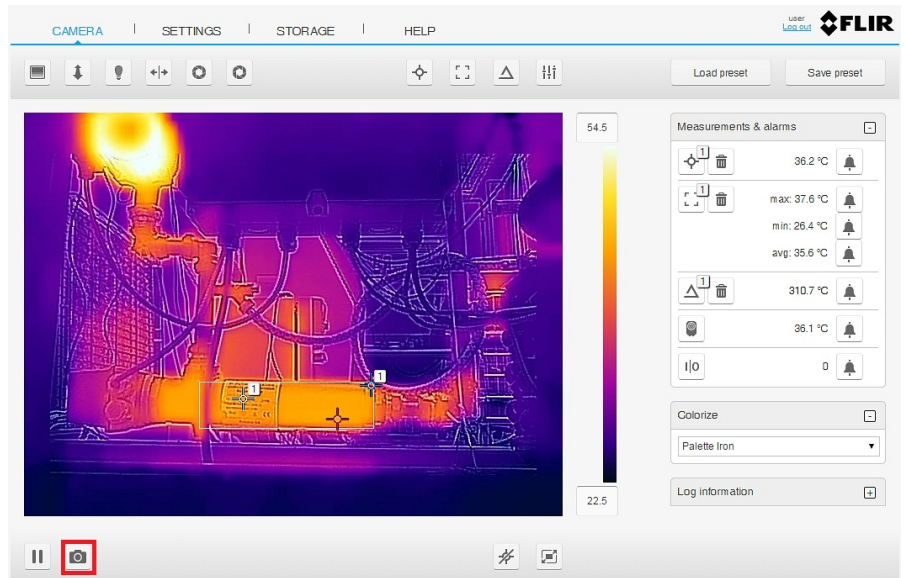 CAMERA
SETTINGS
STORAGE
HELP
user
Log out
FLIR
Load preset
Save preset
54.5
22.5
1
1
Measurements & alarms
-
1
36.2 °C
1
max: 37.6 °C
min: 26.4 °C
avg: 35.6 °C
1
310.7 °C
36.1 °C
I|O
0
Colorize
-
Palette Iron
Log information
+